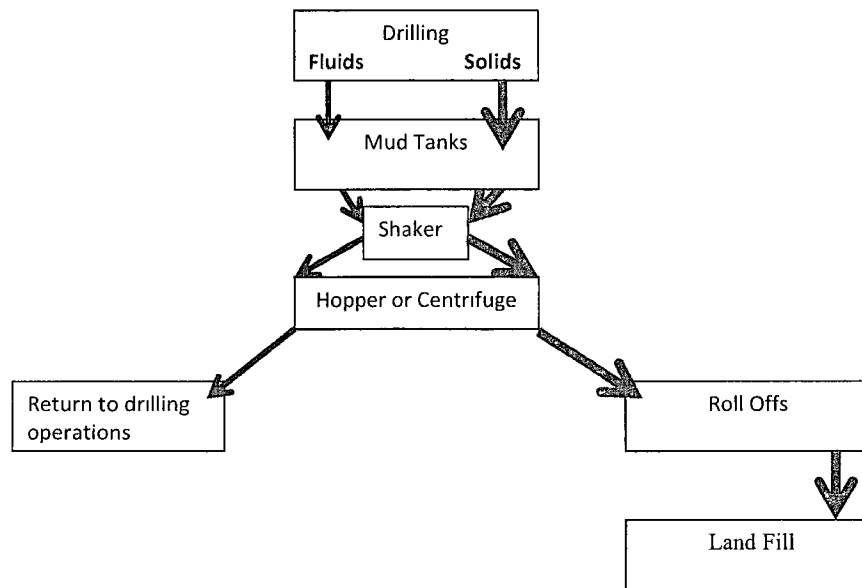 Drilling
Fluids Solids
Mud Tanks
Shaker
Hopper or Centrifuge
Return to drilling
operations
Roll Offs
Land Fill